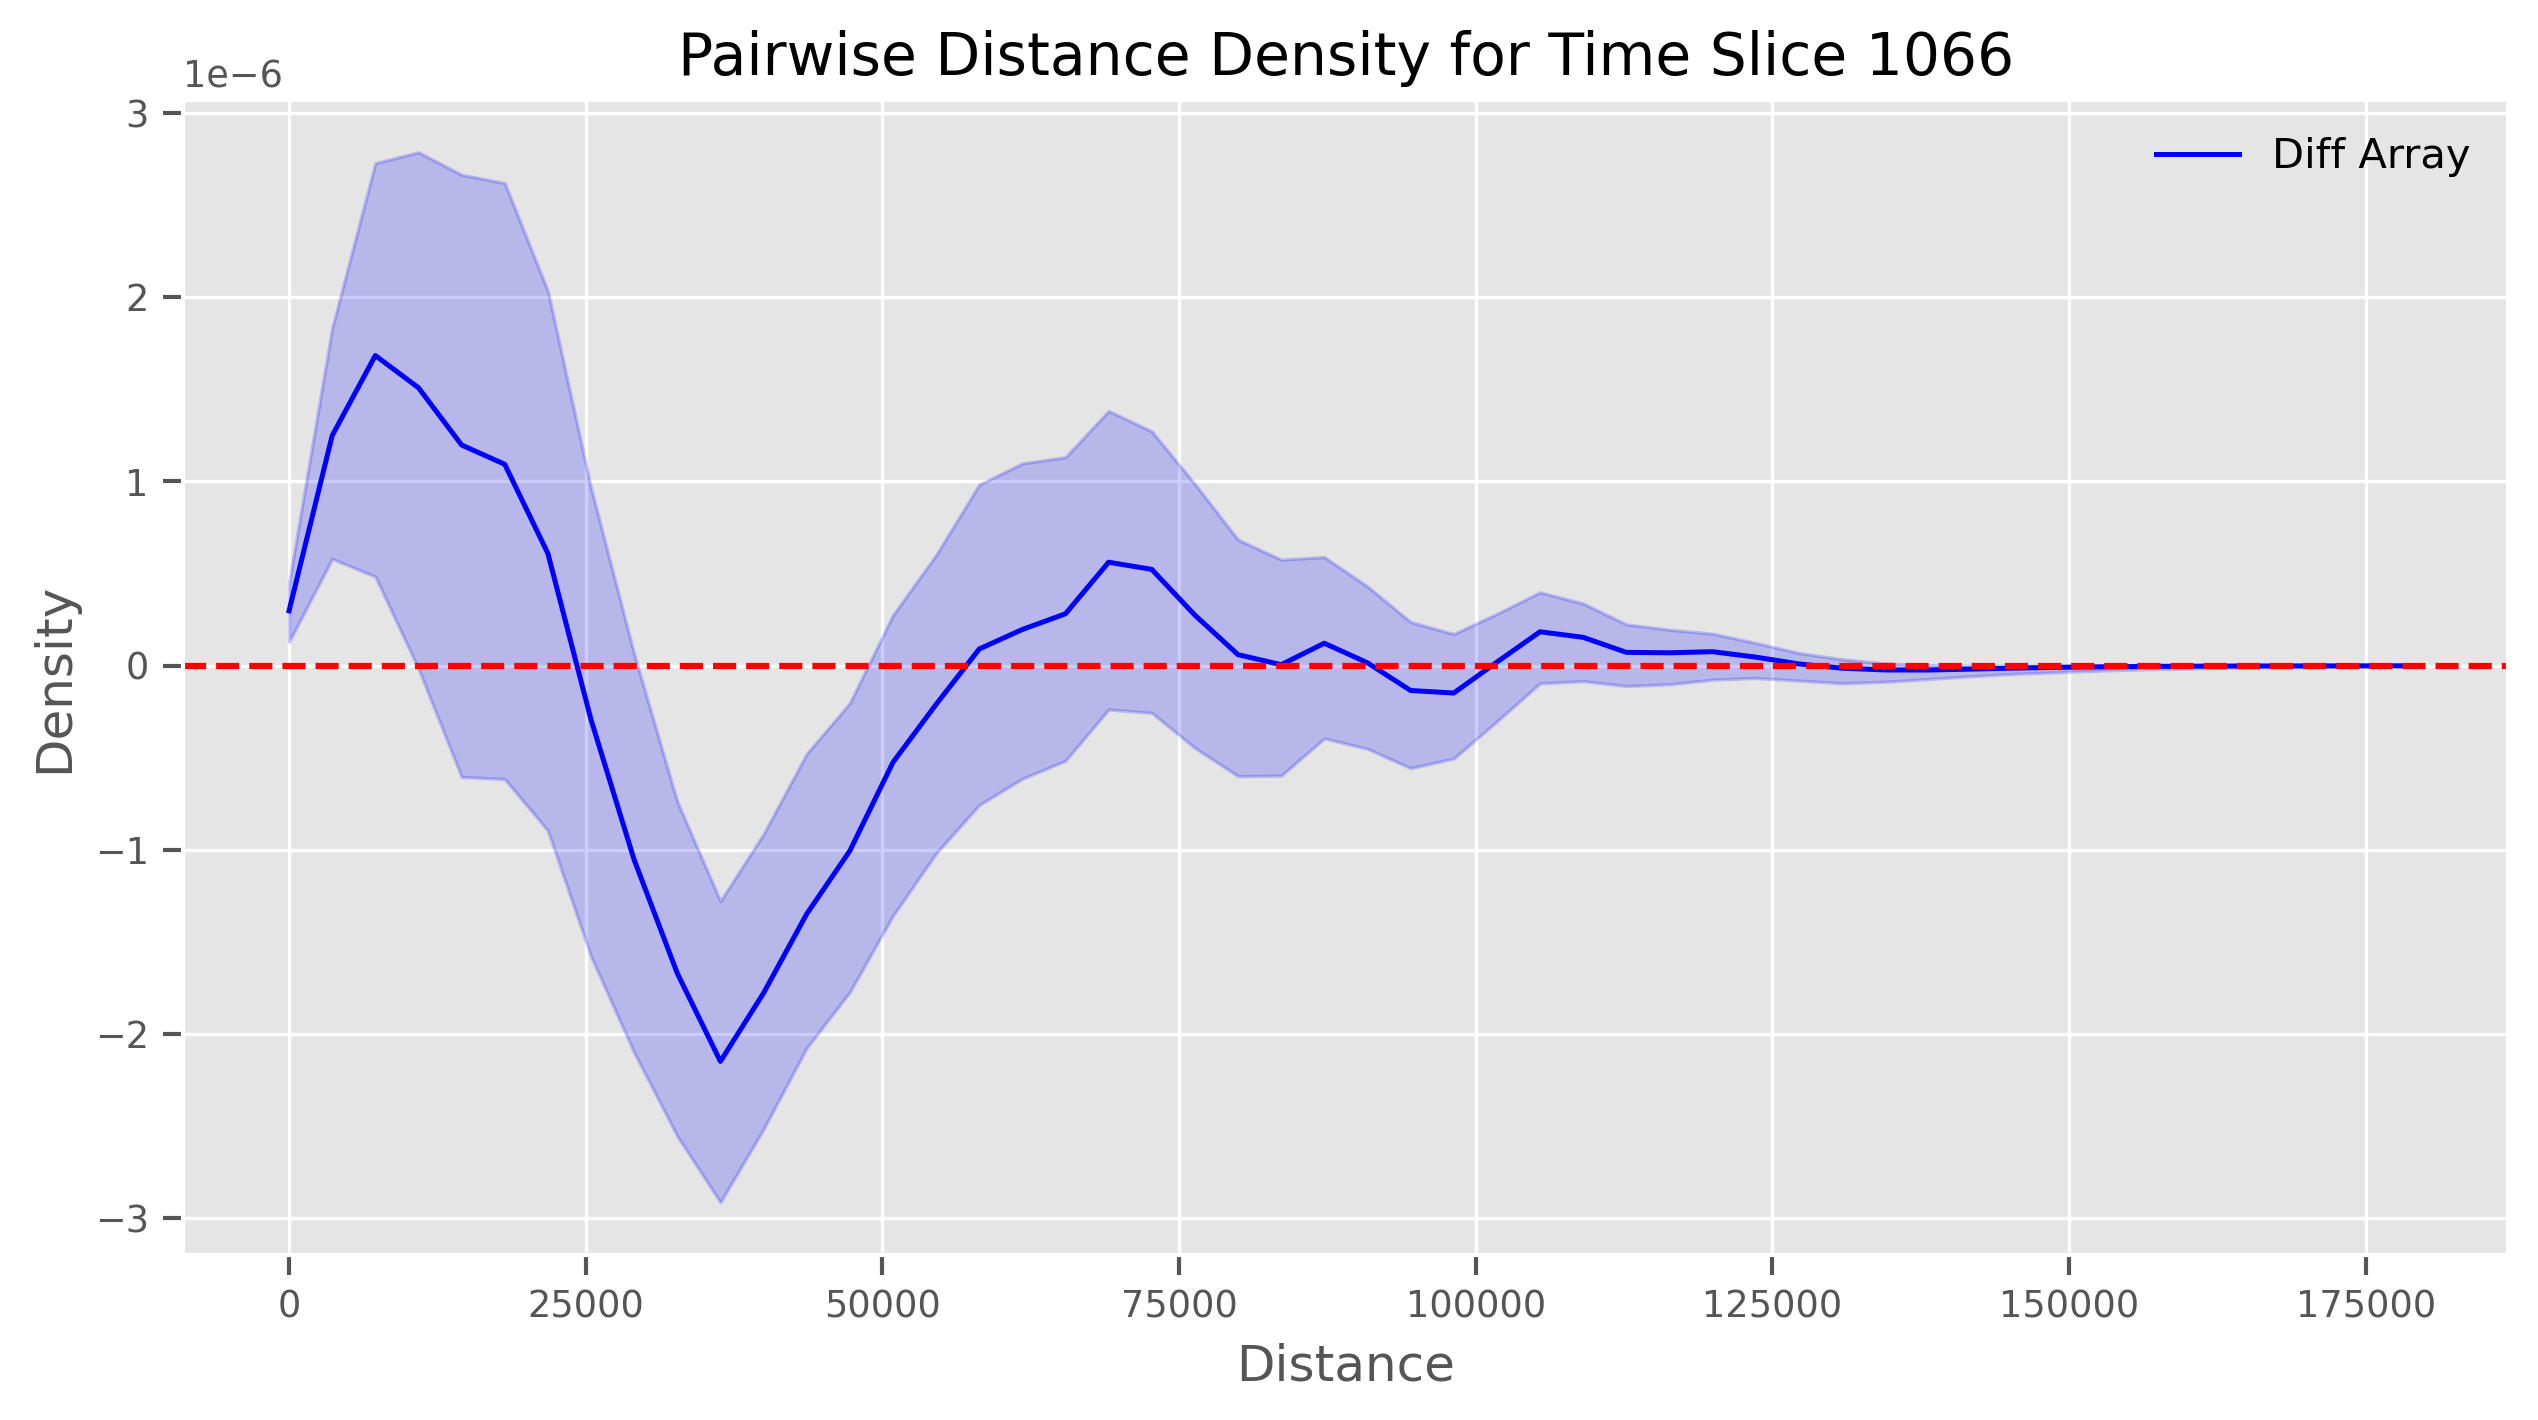 Pairwise Distance Density for Time Slice 1066
1e−6
Diff Array
3
2
1
0
−1
−2
−3
Density
0 25000 50000 75000 100000 125000 150000 175000
Distance